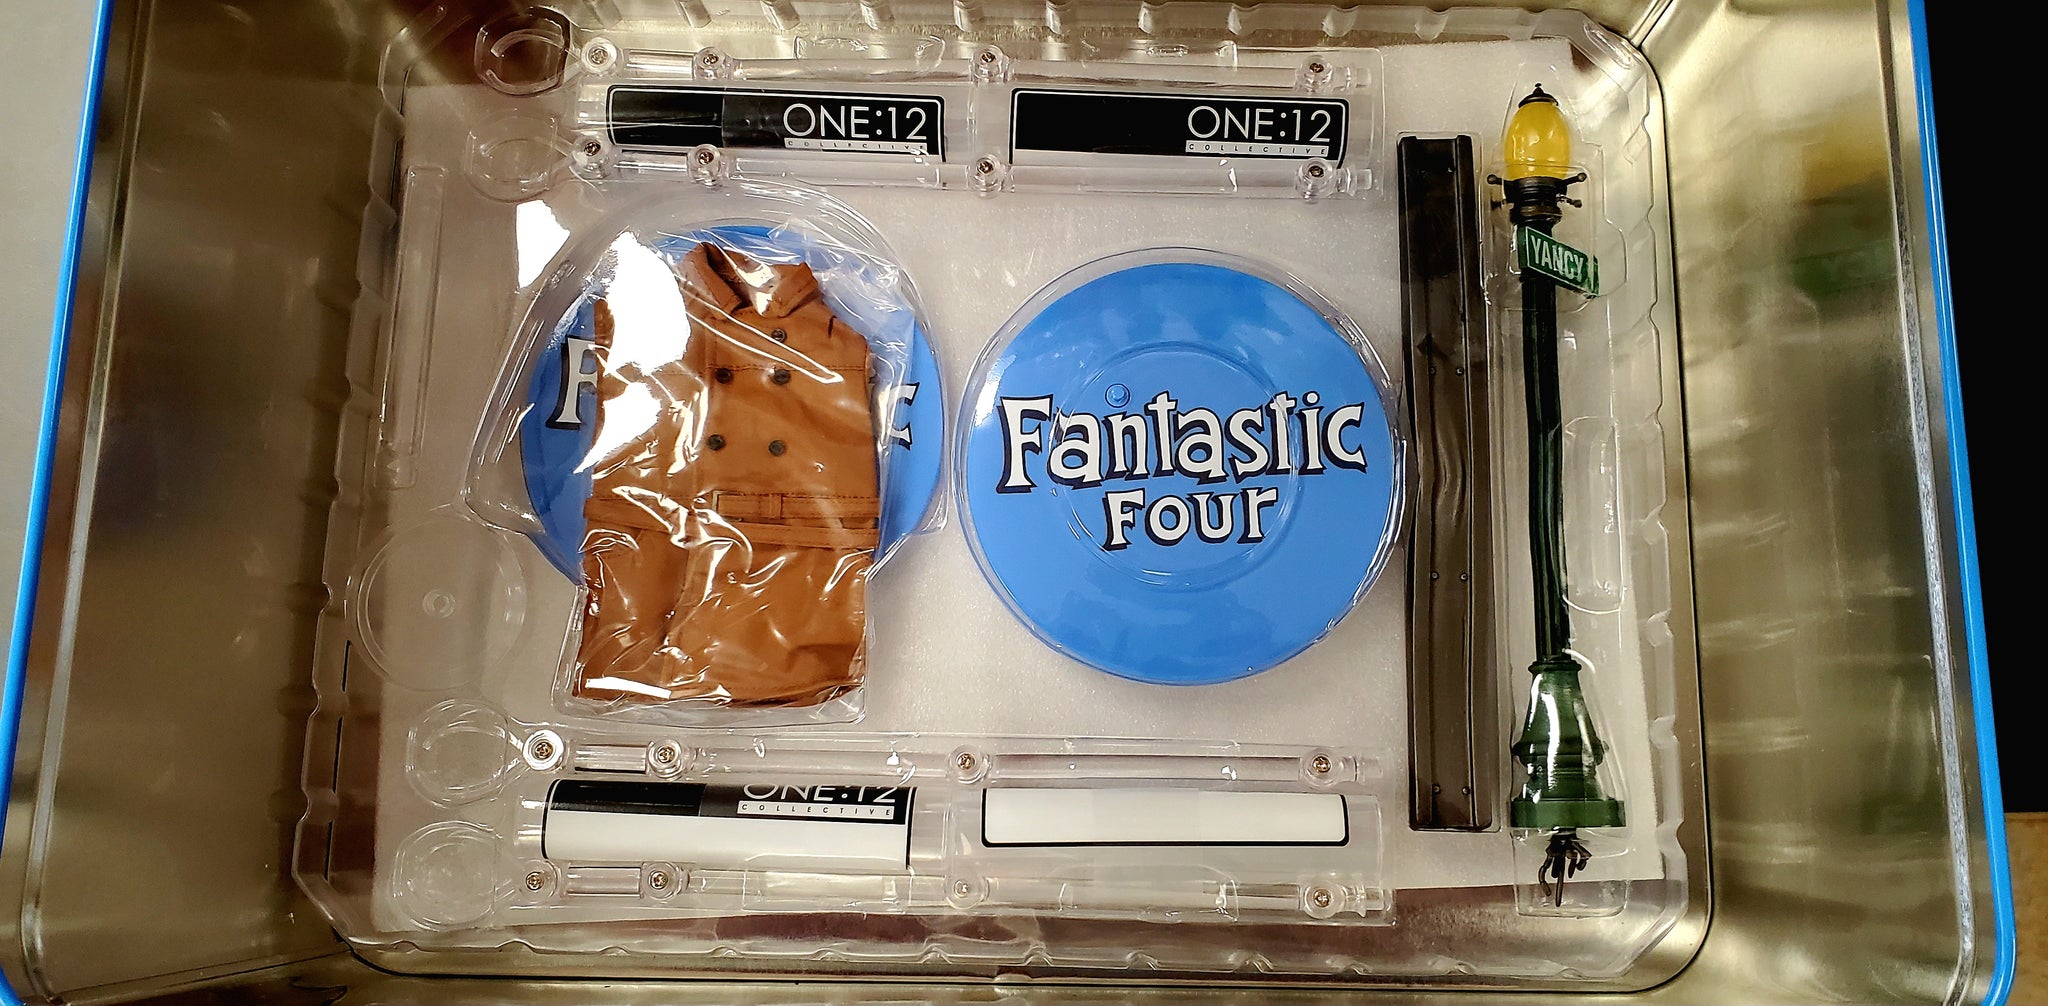 ONE:12
COLLECTIVE
ONE:12
COLLECTIVE
YANCY
F
c
Fantastic
Four
ONE:12
COLLECTIVE